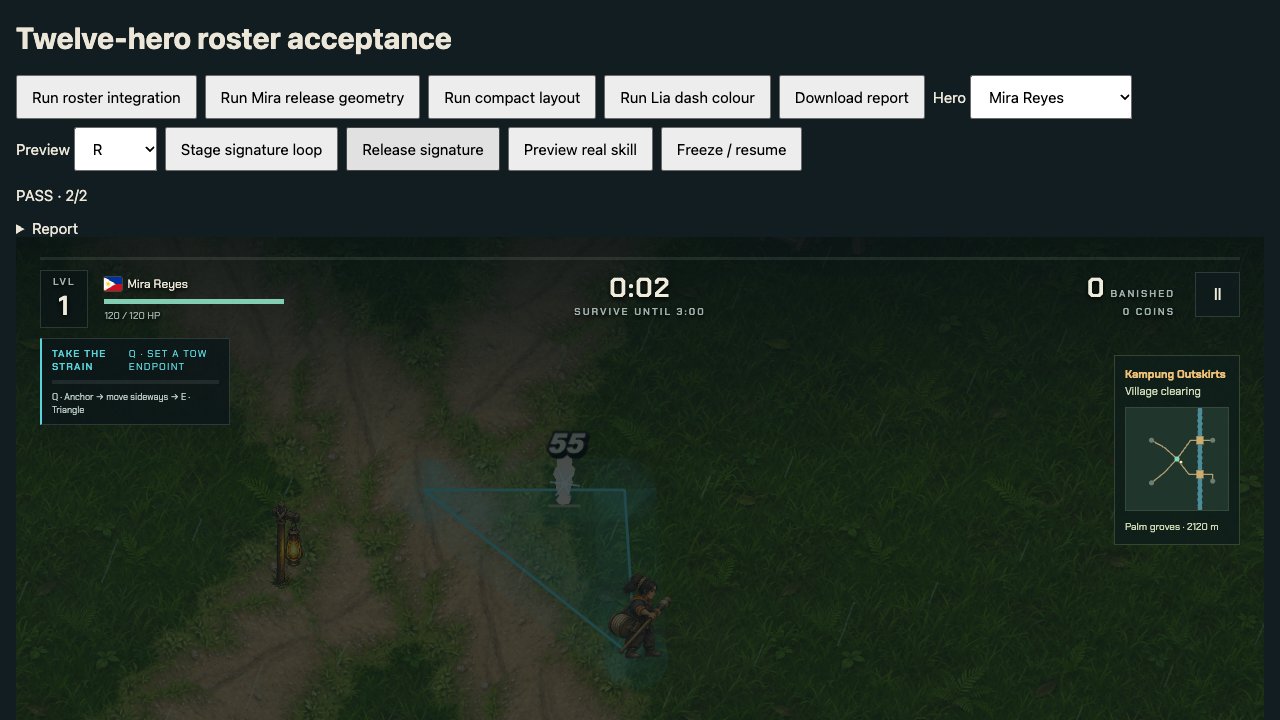 Twelve-hero roster acceptance
Run roster integration
Run Mira release geometry
Run compact layout
Run Lia dash colour
Download report
Hero
Mira Reyes
Preview
R
Stage signature loop
Release signature
Preview real skill
Freeze / resume
PASS · 2/2
Report
LVL
1
Mira Reyes
120 / 120 HP
0:02
SURVIVE UNTIL 3:00
0 BANISHED
0 COINS
TAKE THE
STRAIN
Q · SET A TOW
ENDPOINT
Q · Anchor → move sideways → E ·
Triangle
Kampung Outskirts
Village clearing
Palm groves · 2120 m
55